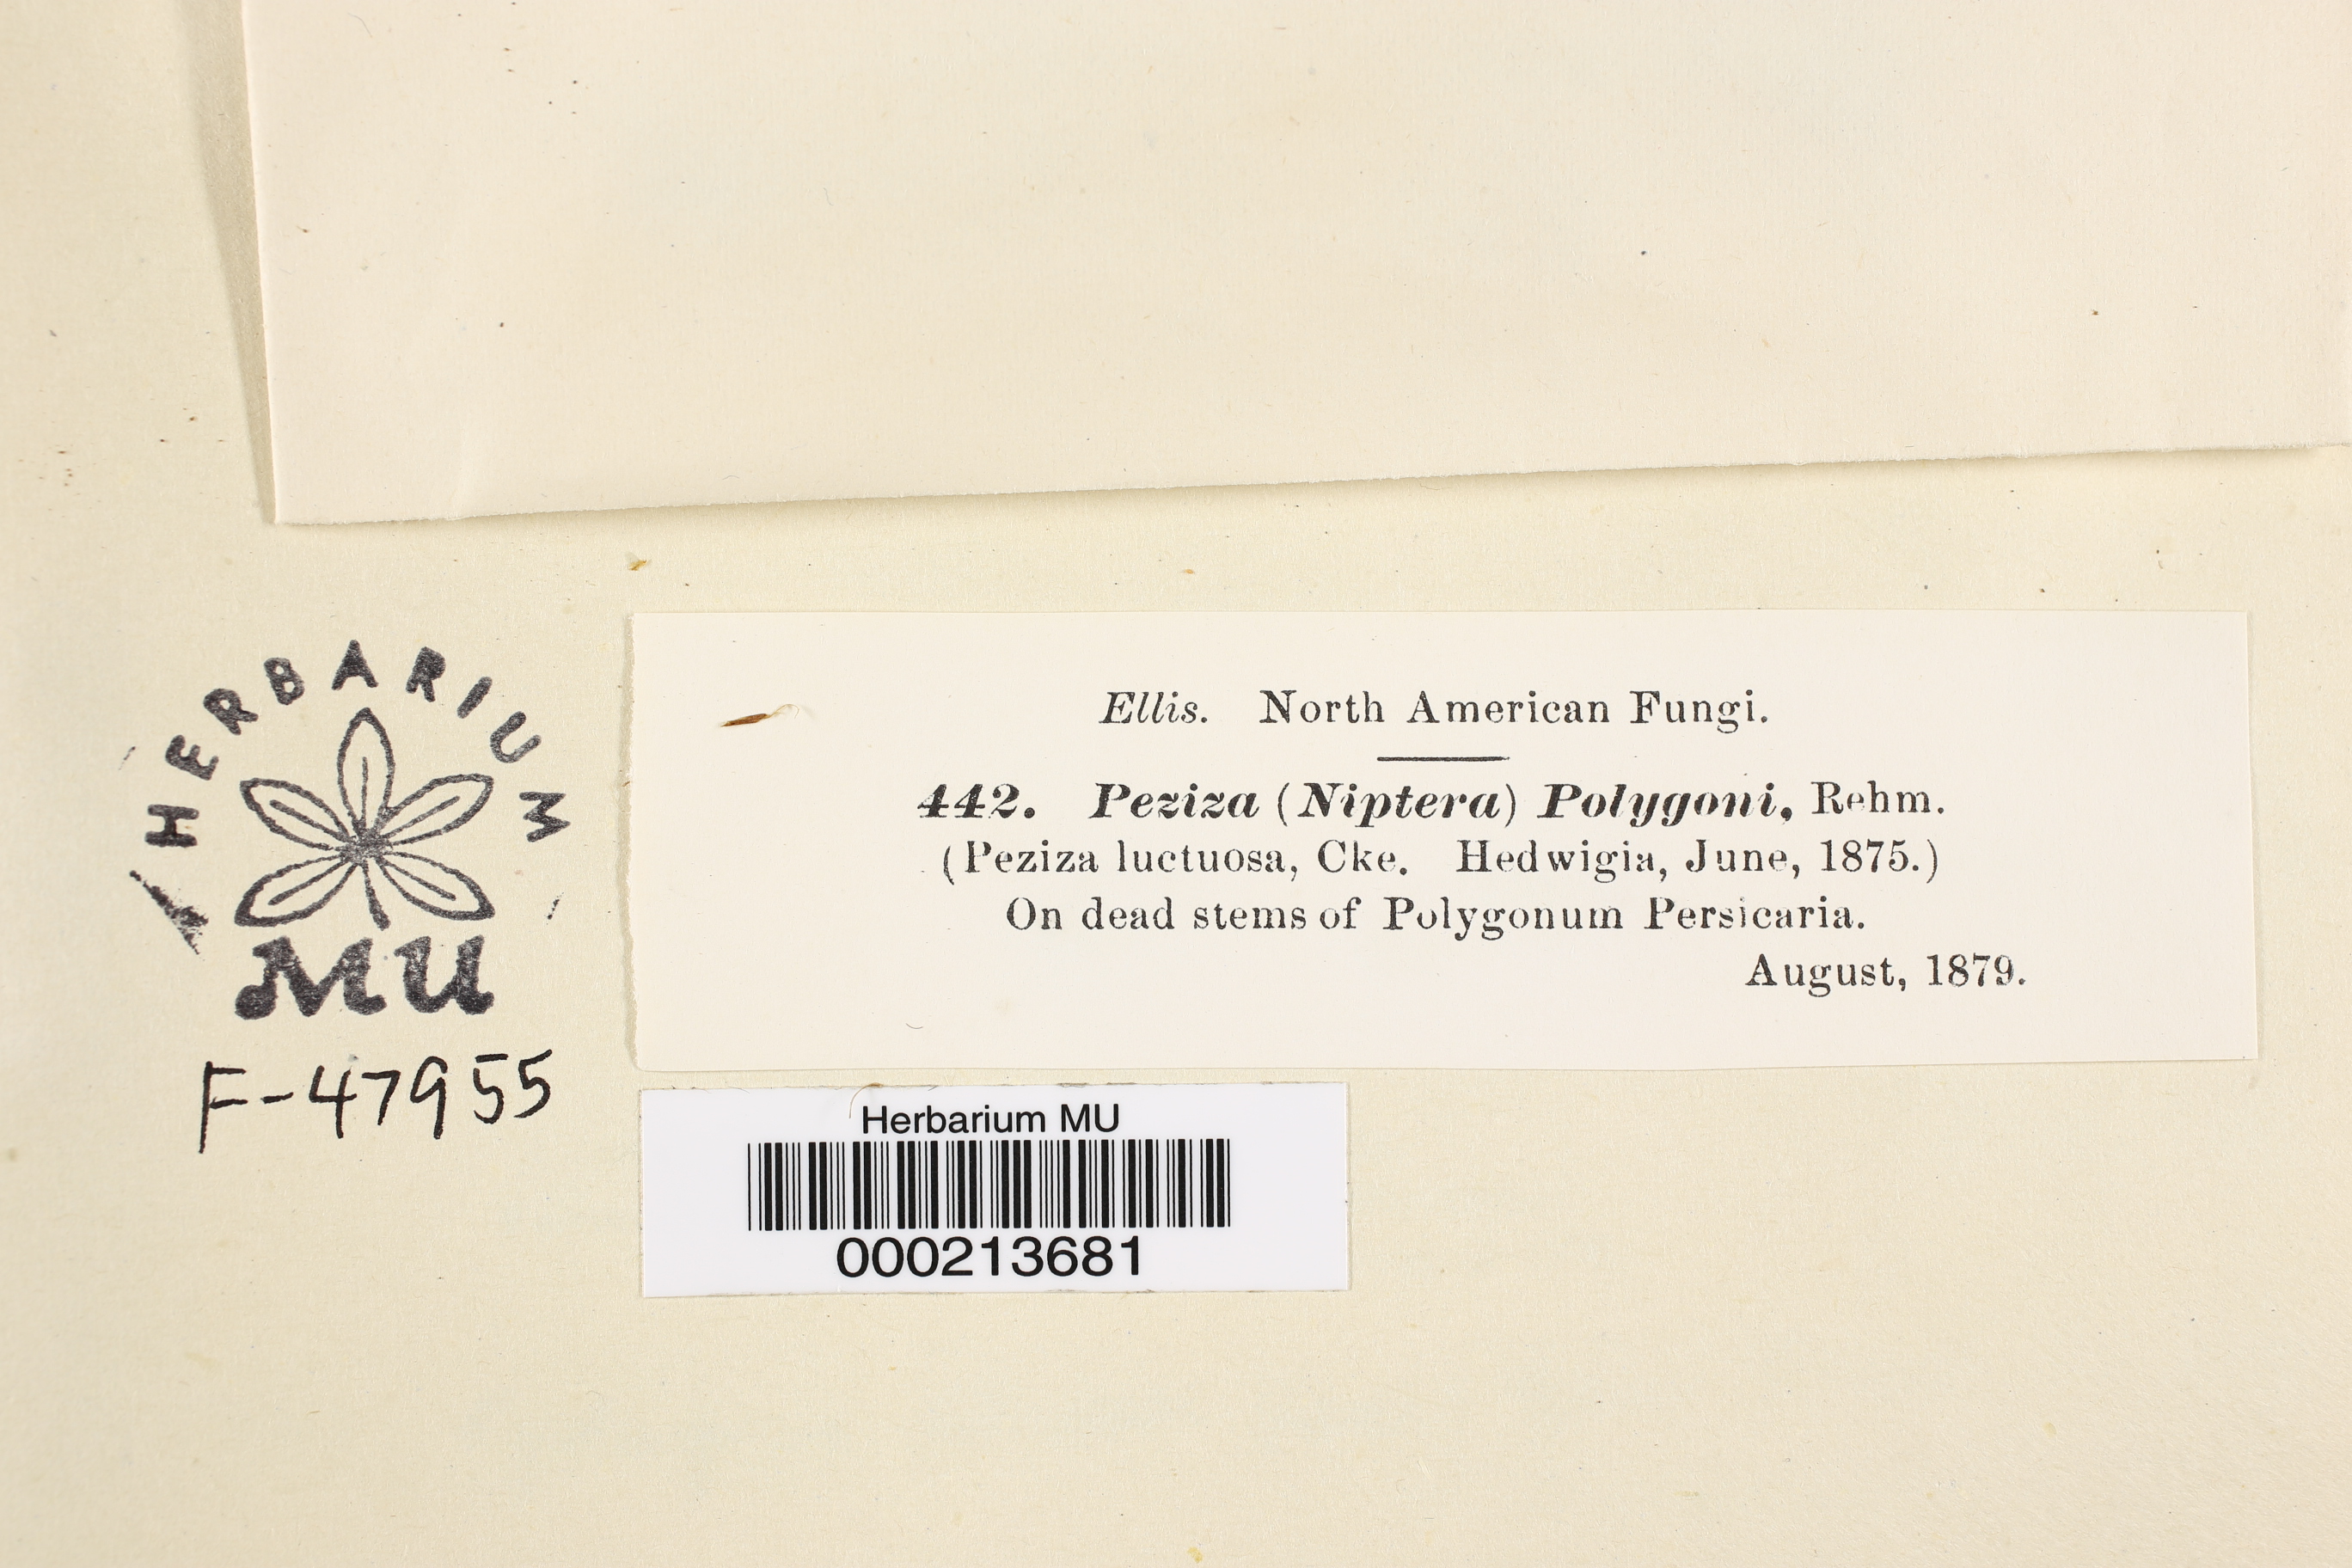 Ellis. North American Fungi.
442. Peziza (Niptera) Polygoni, Rehm.
(Peziza luctuosa, Cke. Hedwigia, June, 1875.)
On dead stems of Polygonum Persicaria.
August, 1879.
HERBARIUM
MU
F-47955
Herbarium MU
000213681